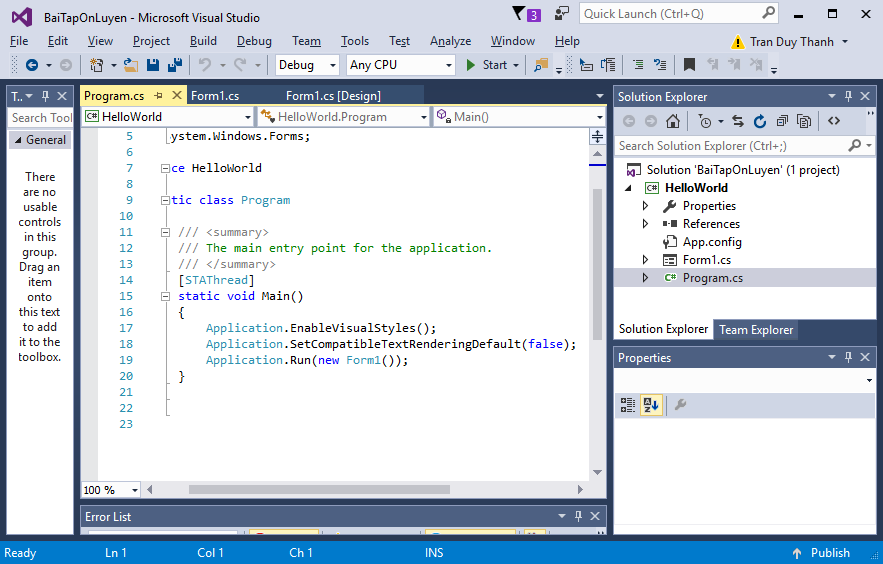 BaiTapOnLuyen - Microsoft Visual Studio
3
Quick Launch (Ctrl+Q)
File Edit View Project Build Debug Team Tools Test Analyze Window Help
Tran Duy Thanh
Debug Any CPU Start
T..
Search Tool
General
There
are no
usable
controls
in this
group.
Drag an
item
onto
this text
to add
it to the
toolbox.
Program.cs Form1.cs Form1.cs [Design]
HelloWorld HelloWorld.Program Main()
5 ystem.Windows.Forms;
6
7 ce HelloWorld
8
9 tic class Program
10
11 /// <summary>
12 /// The main entry point for the application.
13 /// </summary>
14 [STAThread]
15 static void Main()
16 {
17 Application.EnableVisualStyles();
18 Application.SetCompatibleTextRenderingDefault(false);
19 Application.Run(new Form1());
20 }
21
22
23
100 %
Error List
Solution Explorer
Search Solution Explorer (Ctrl+;)
Solution 'BaiTapOnLuyen' (1 project)
C# HelloWorld
Properties
References
App.config
Form1.cs
C# Program.cs
Solution Explorer Team Explorer
Properties
Ready Ln 1 Col 1 Ch 1 INS Publish